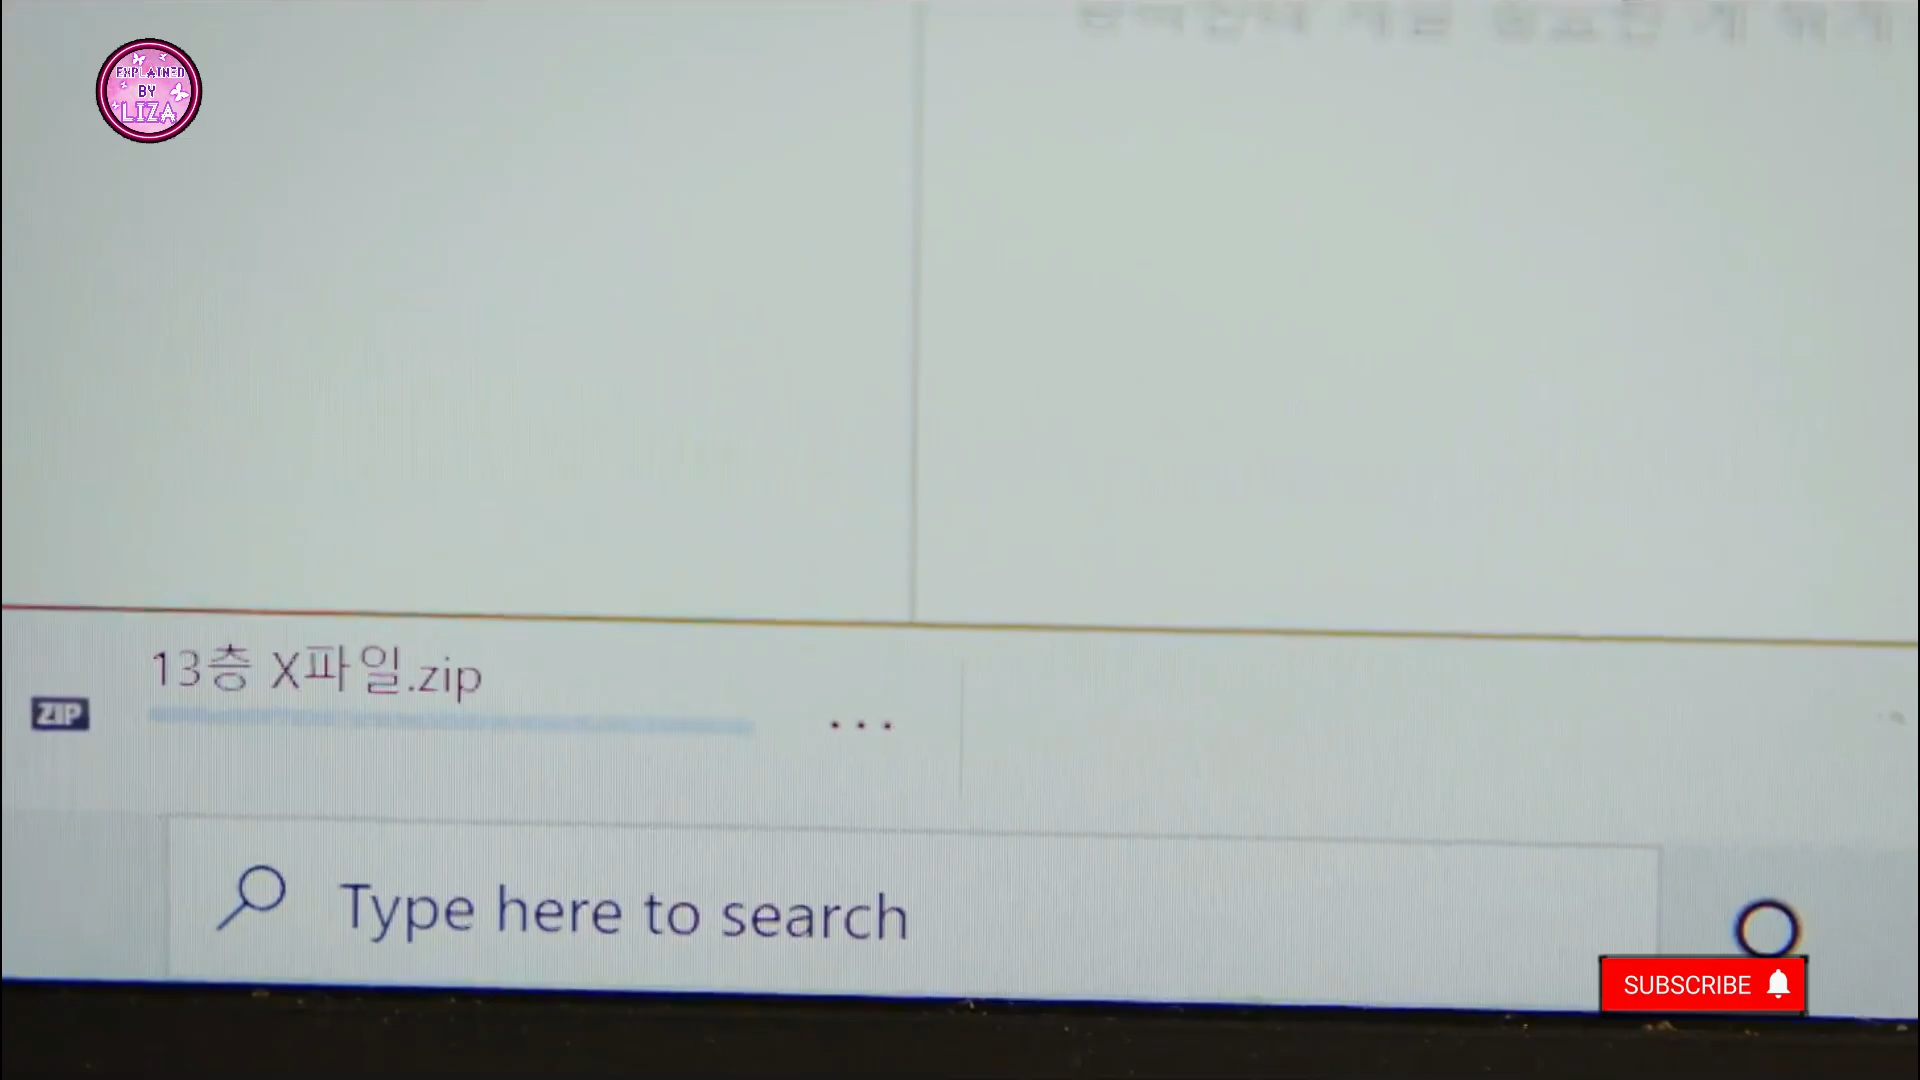 EXPLAINED
BY
LIZA
13층 X파일.zip
ZIP
Type here to search
SUBSCRIBE